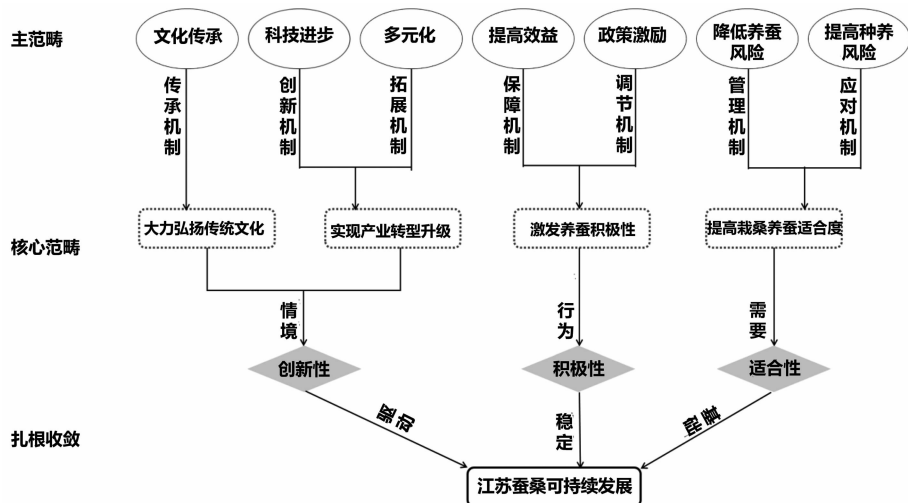 主范畴
文化传承
科技进步
多元化
提高效益
政策激励
降低养蚕
风险
提高种养
风险
传承机制
创新机制
拓展机制
保障机制
调节机制
管理机制
应对机制
核心范畴
大力弘扬传统文化
实现产业转型升级
激发养蚕积极性
提高栽桑养蚕适合度
情境
行为
需要
创新性
积极性
适合性
扎根收敛
驱动
稳定
增强
江苏蚕桑可持续发展